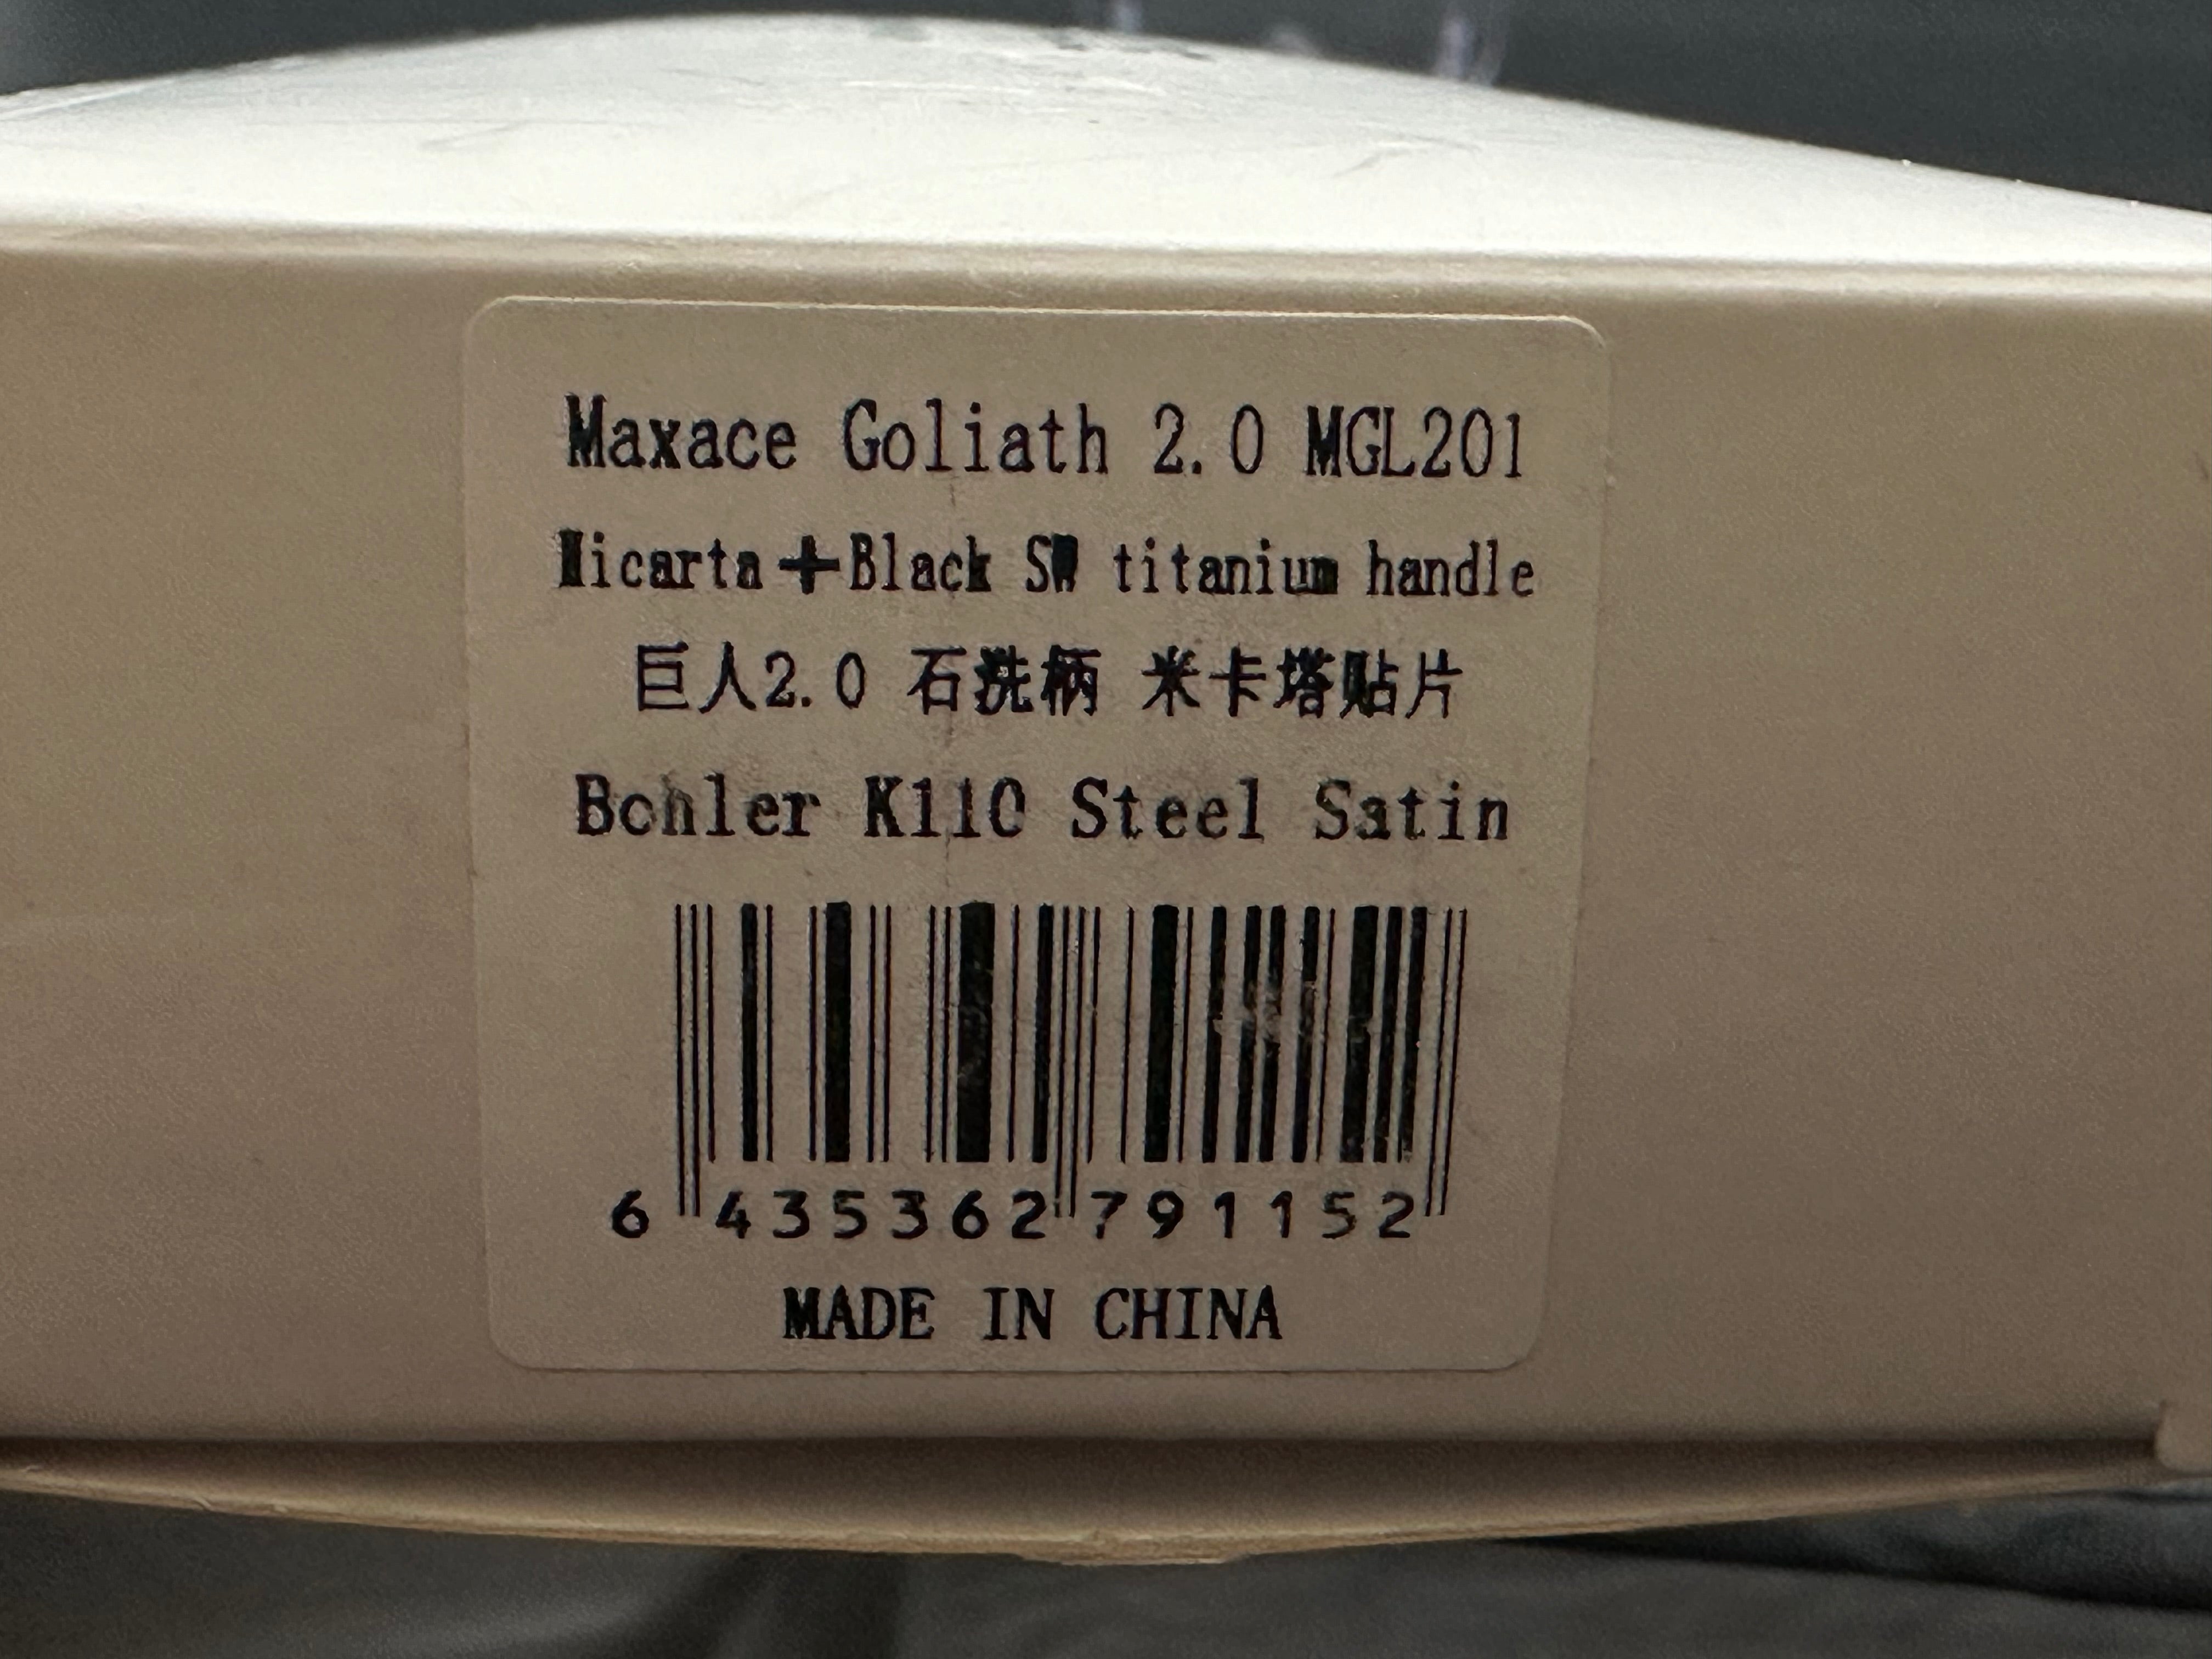 Maxace Goliath 2.0 MGL201
Micarta+Black SW titanium handle
巨人2.0 石洗柄 米卡塔贴片
Bohler K110 Steel Satin
6 435362 791152
MADE IN CHINA